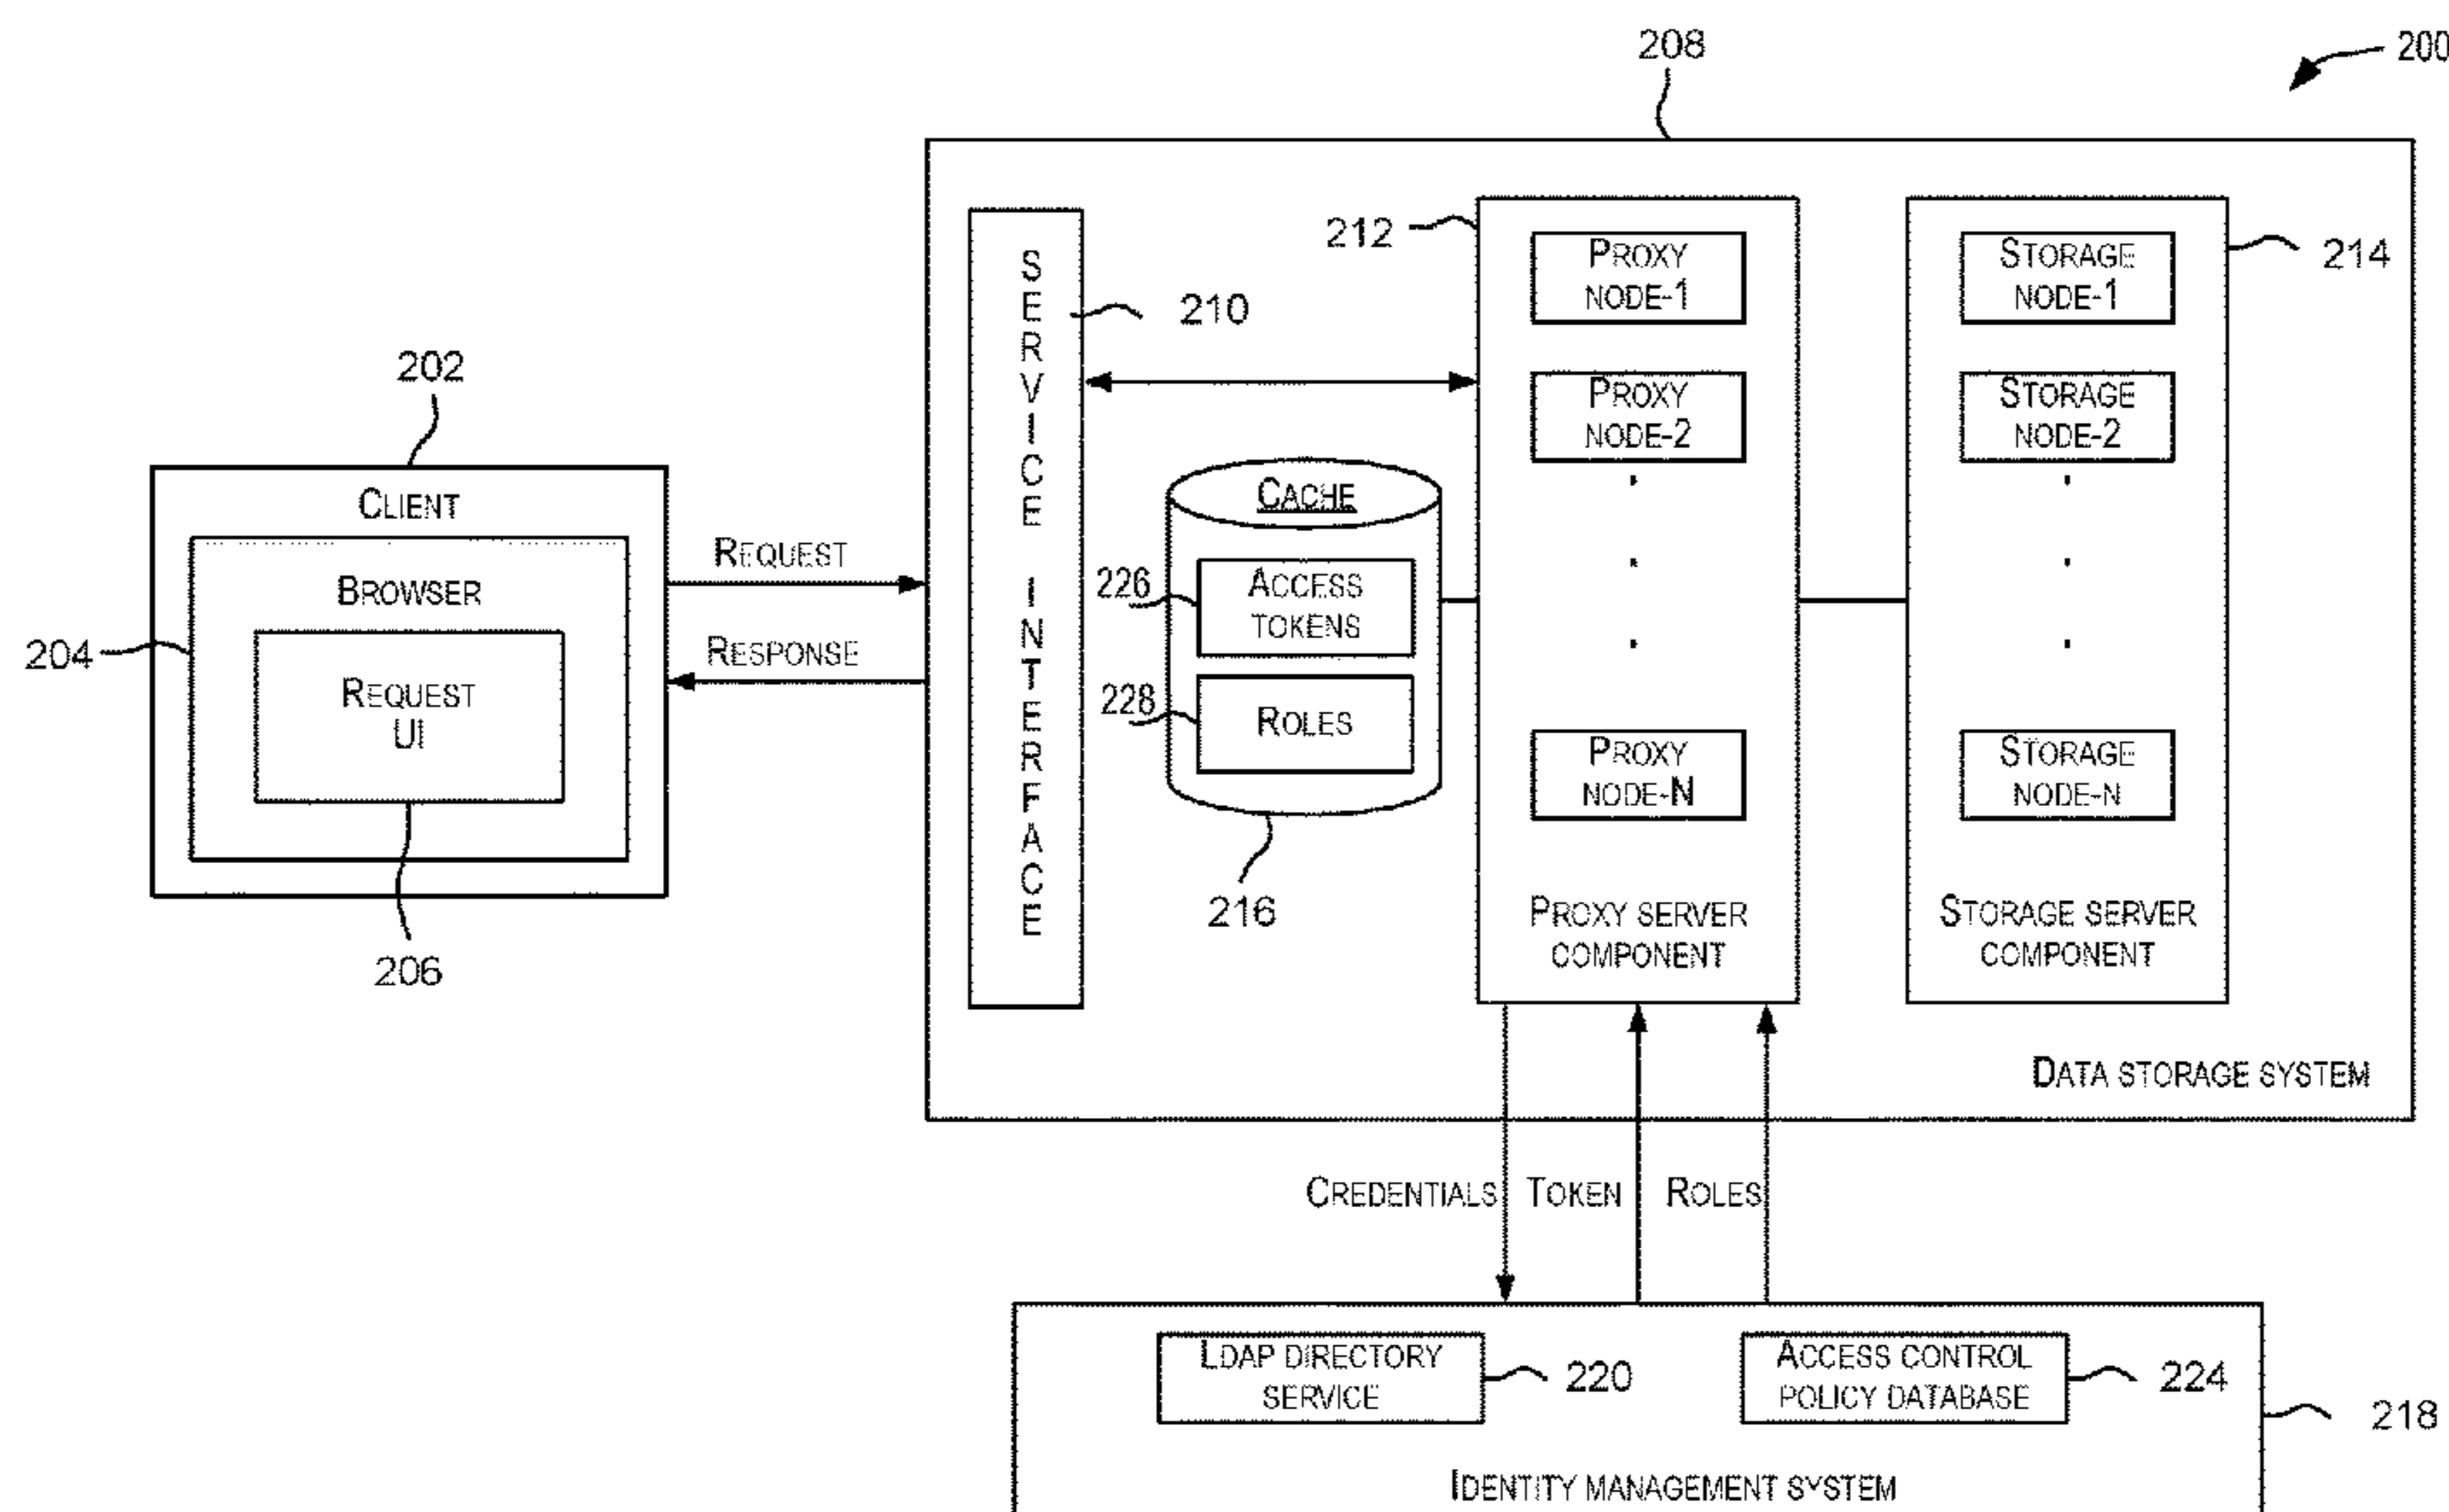 200
208
212
PROXY
NODE-1
STORAGE
NODE-1
214
SERVICE INTERFACE
210
PROXY
NODE-2
STORAGE
NODE-2
202
CLIENT
BROWSER
204
REQUEST
UI
206
REQUEST
RESPONSE
CACHE
226
ACCESS
TOKENS
228
ROLES
216
PROXY
NODE-N
STORAGE
NODE-N
PROXY SERVER
COMPONENT
STORAGE SERVER
COMPONENT
DATA STORAGE SYSTEM
CREDENTIALS
TOKEN
ROLES
LDAP DIRECTORY
SERVICE
220
ACCESS CONTROL
POLICY DATABASE
224
218
IDENTITY MANAGEMENT SYSTEM